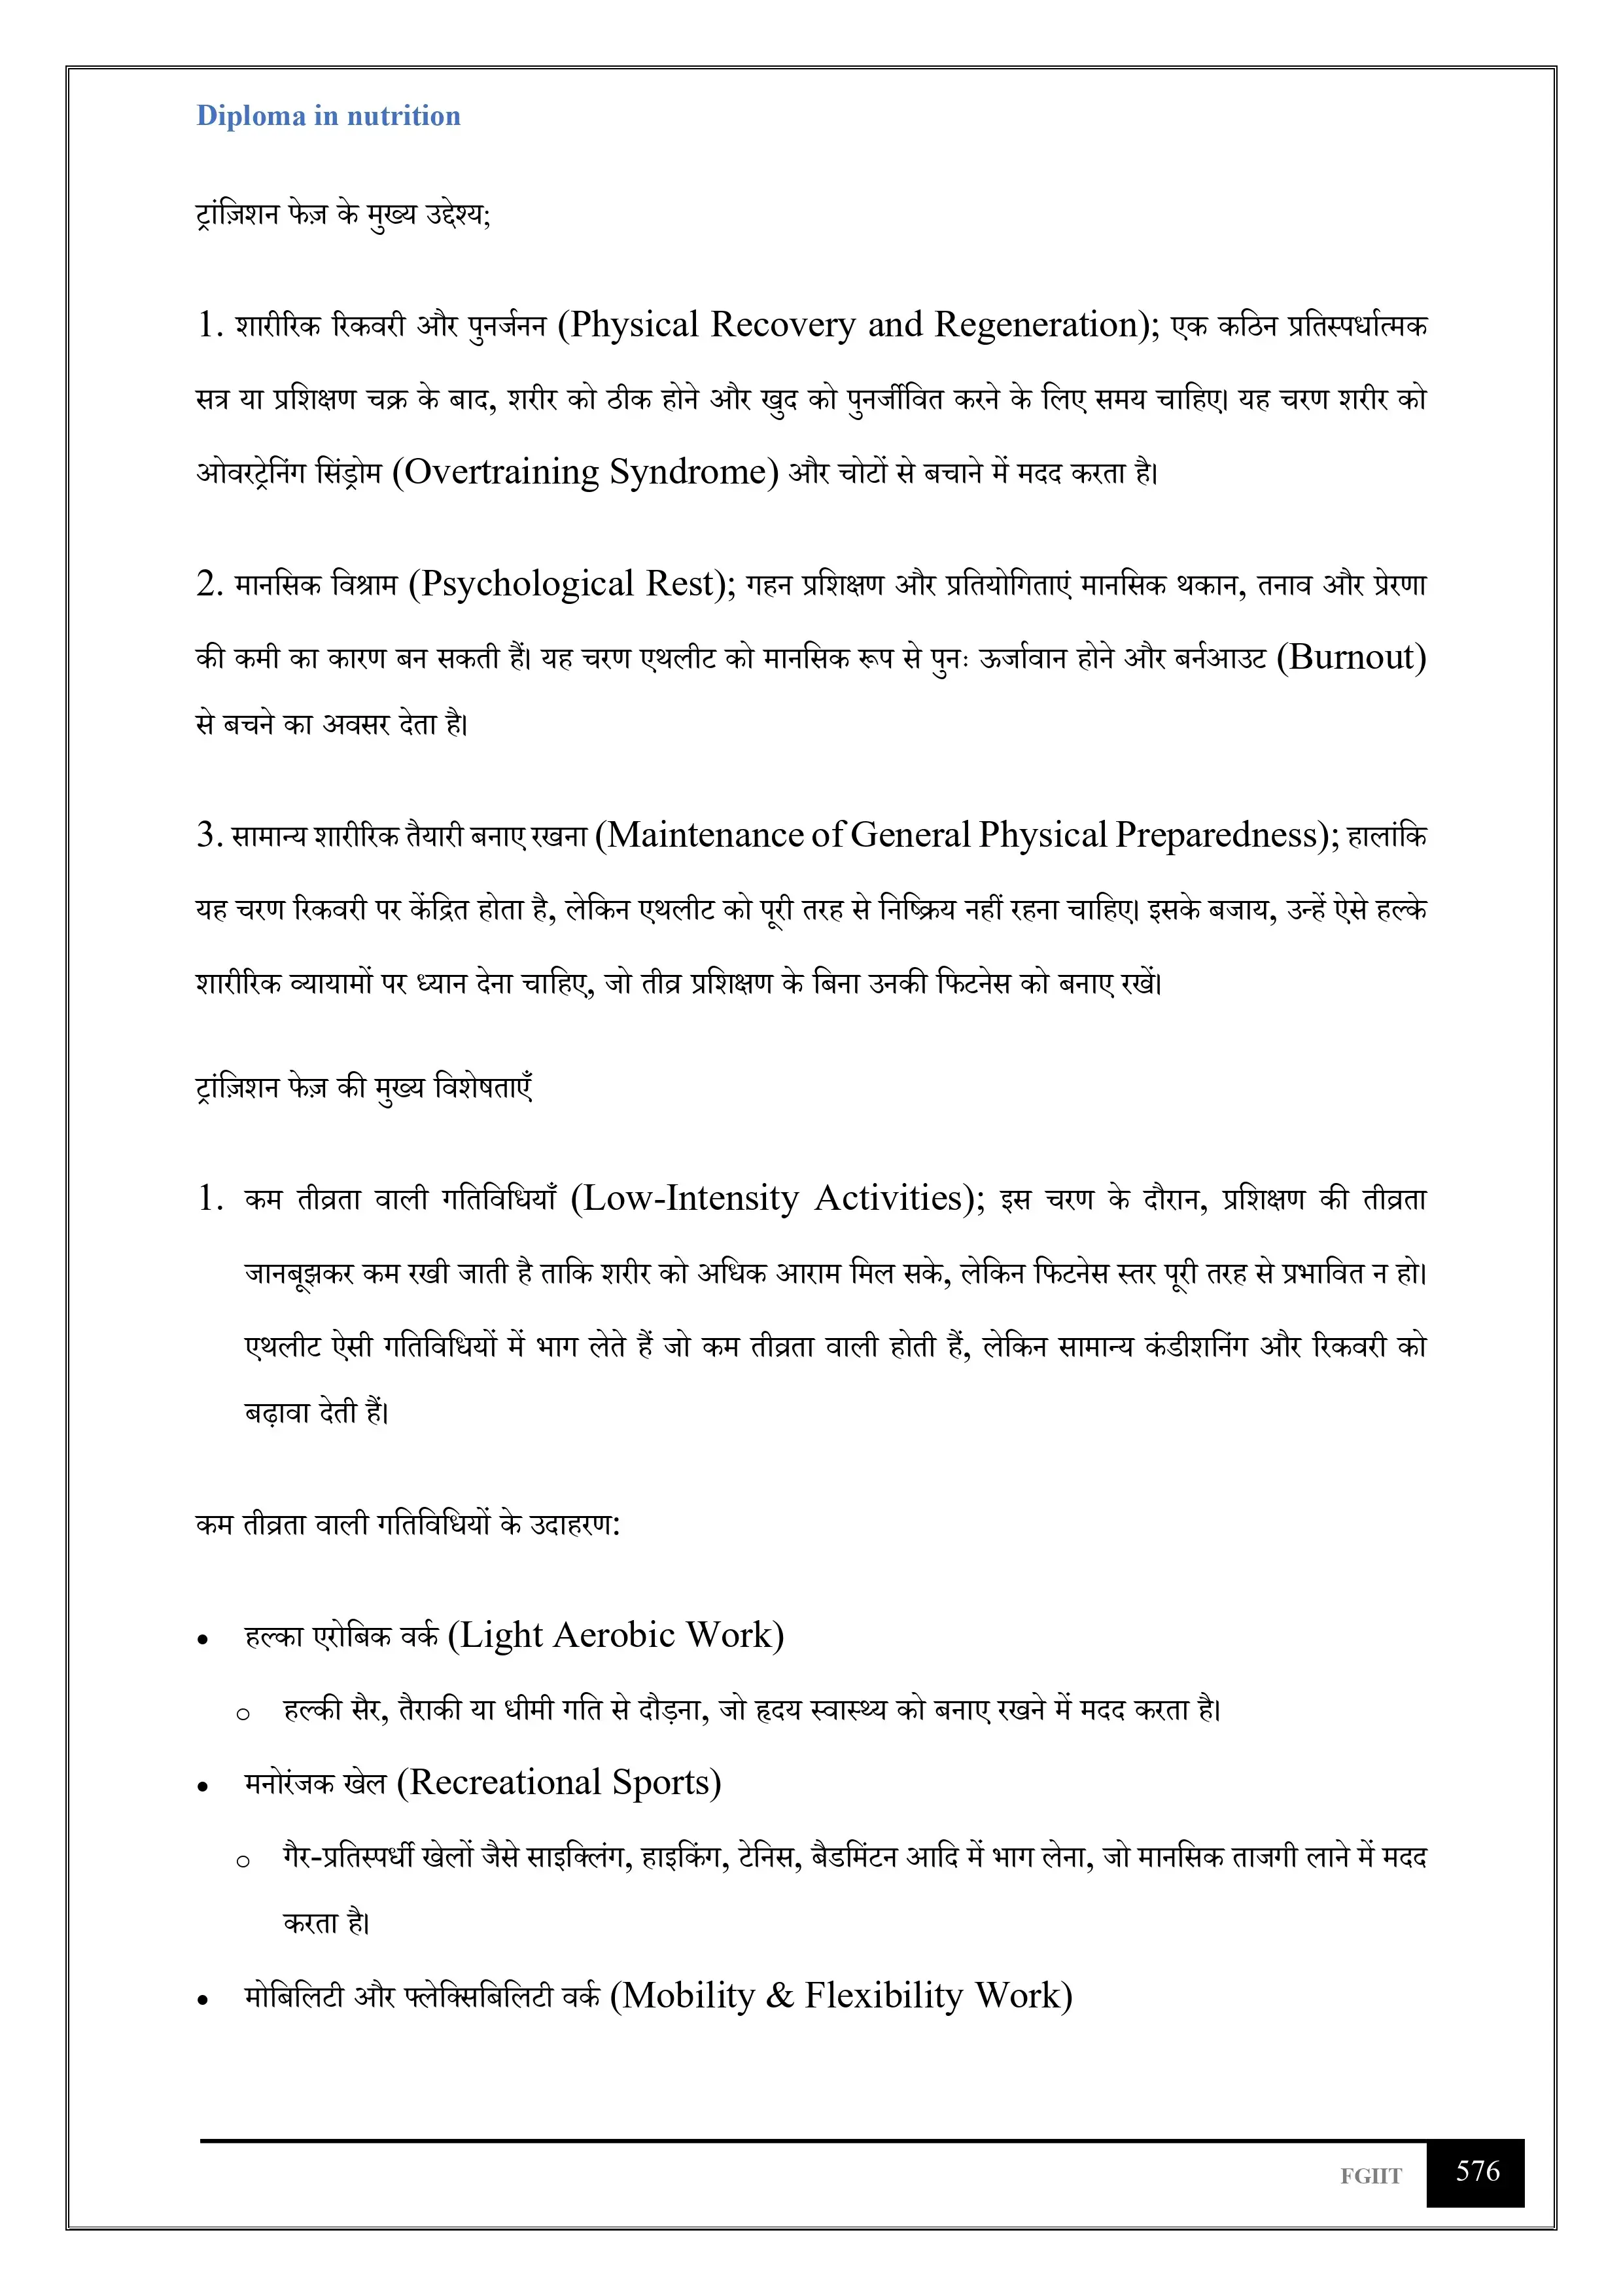 Diploma in nutrition
ट्रांज़िशन फेज़ के मुख्य उद्देश्य;
1. शारीरिक रिकवरी और पुनर्जनन (Physical Recovery and Regeneration); एक कठिन प्रतिस्पर्धात्मक
सत्र या प्रशिक्षण चक्र के बाद, शरीर को ठीक होने और खुद को पुनर्जीवित करने के लिए समय चाहिए। यह चरण शरीर को
ओवरट्रेनिंग सिंड्रोम (Overtraining Syndrome) और चोटों से बचाने में मदद करता है।
2. मानसिक विश्राम (Psychological Rest); गहन प्रशिक्षण और प्रतियोगिताएं मानसिक थकान, तनाव और प्रेरणा
की कमी का कारण बन सकती हैं। यह चरण एथलीट को मानसिक रूप से पुनः ऊर्जावान होने और बर्नआउट (Burnout)
से बचने का अवसर देता है।
3. सामान्य शारीरिक तैयारी बनाए रखना (Maintenance of General Physical Preparedness); हालांकि
यह चरण रिकवरी पर केंद्रित होता है, लेकिन एथलीट को पूरी तरह से निष्क्रिय नहीं रहना चाहिए। इसके बजाय, उन्हें ऐसे हल्के
शारीरिक व्यायामों पर ध्यान देना चाहिए, जो तीव्र प्रशिक्षण के बिना उनकी फिटनेस को बनाए रखें।
ट्रांज़िशन फेज़ की मुख्य विशेषताएँ
1. कम तीव्रता वाली गतिविधियाँ (Low-Intensity Activities); इस चरण के दौरान, प्रशिक्षण की तीव्रता
जानबूझकर कम रखी जाती है ताकि शरीर को अधिक आराम मिल सके, लेकिन फिटनेस स्तर पूरी तरह से प्रभावित न हो।
एथलीट ऐसी गतिविधियों में भाग लेते हैं जो कम तीव्रता वाली होती हैं, लेकिन सामान्य कंडीशनिंग और रिकवरी को
बढ़ावा देती हैं।
कम तीव्रता वाली गतिविधियों के उदाहरण:
• हल्का एरोबिक वर्क (Light Aerobic Work)
o हल्की सैर, तैराकी या धीमी गति से दौड़ना, जो हृदय स्वास्थ्य को बनाए रखने में मदद करता है।
• मनोरंजक खेल (Recreational Sports)
o गैर-प्रतिस्पर्धी खेलों जैसे साइक्लिंग, हाइकिंग, टेनिस, बैडमिंटन आदि में भाग लेना, जो मानसिक ताजगी लाने में मदद
करता है।
• मोबिलिटी और फ्लेक्सिबिलिटी वर्क (Mobility & Flexibility Work)
FGIIT 576